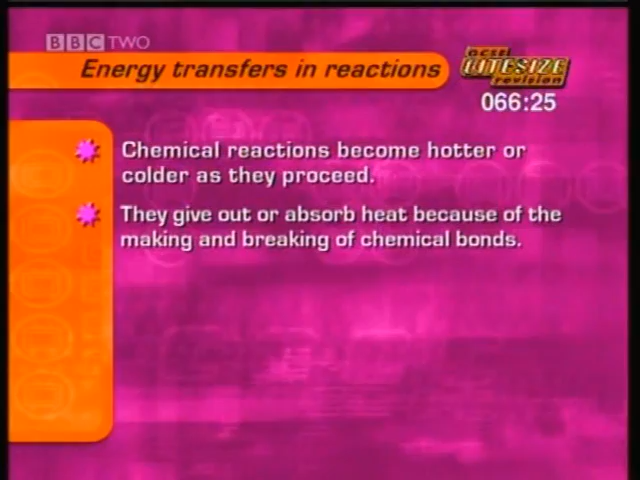 BBC TWO
Energy transfers in reactions
GCSE
BITESIZE
revision
066:25
Chemical reactions become hotter or
colder as they proceed.
They give out or absorb heat because of the
making and breaking of chemical bonds.